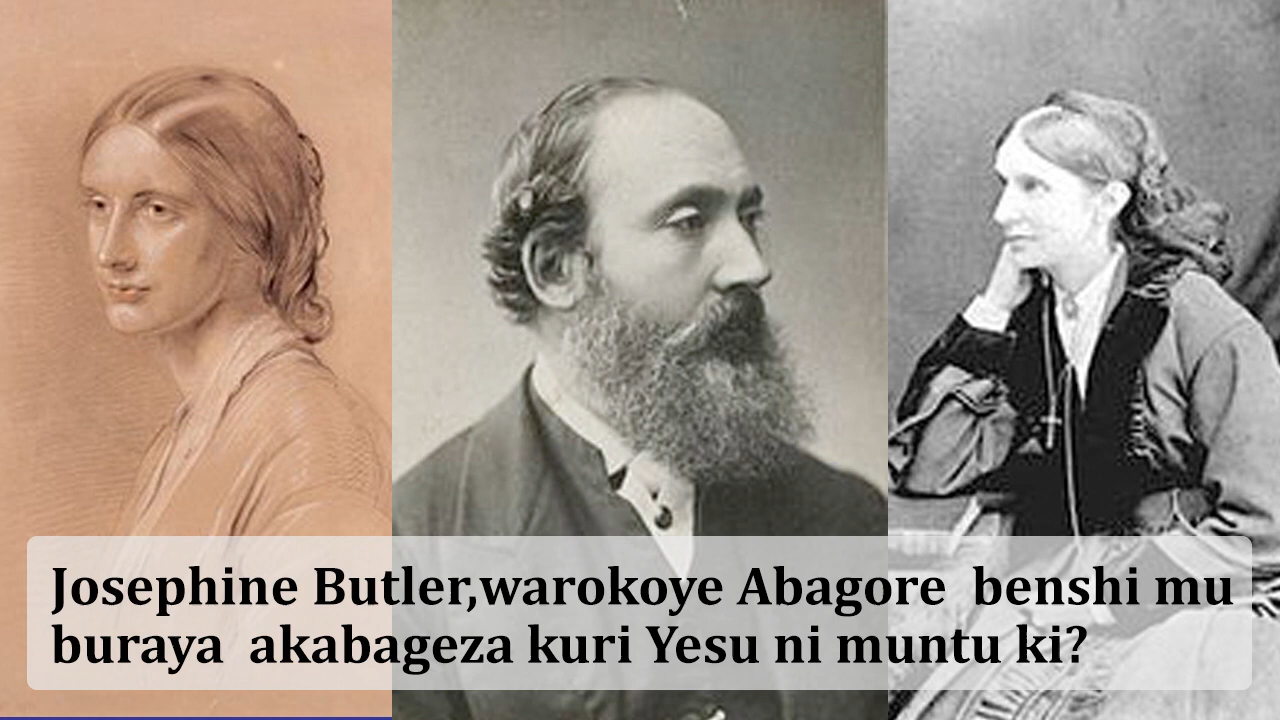 Josephine Butler,warokoye Abagore benshi mu
buraya akabageza kuri Yesu ni muntu ki?